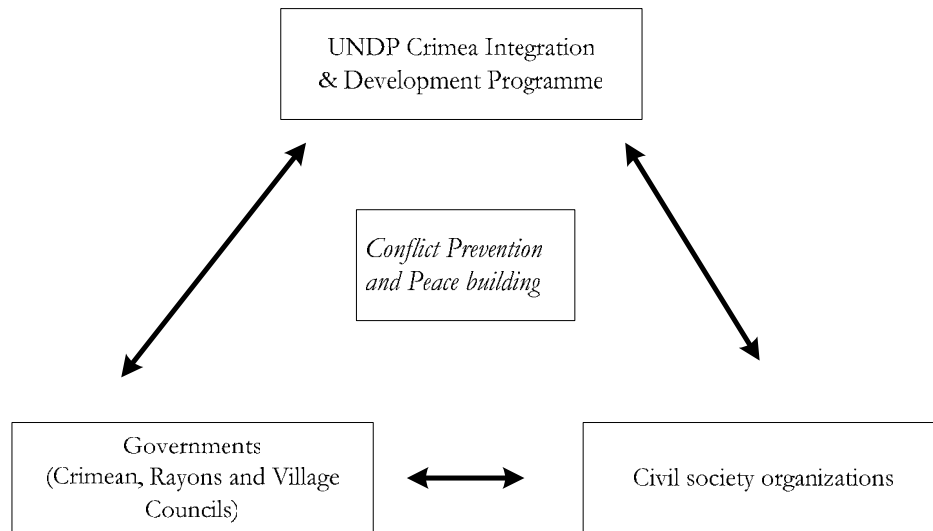 UNDP Crimea Integration
& Development Programme
Conflict Prevention
and Peace building
Governments
(Crimean, Rayons and Village
Councils)
Civil society organizations